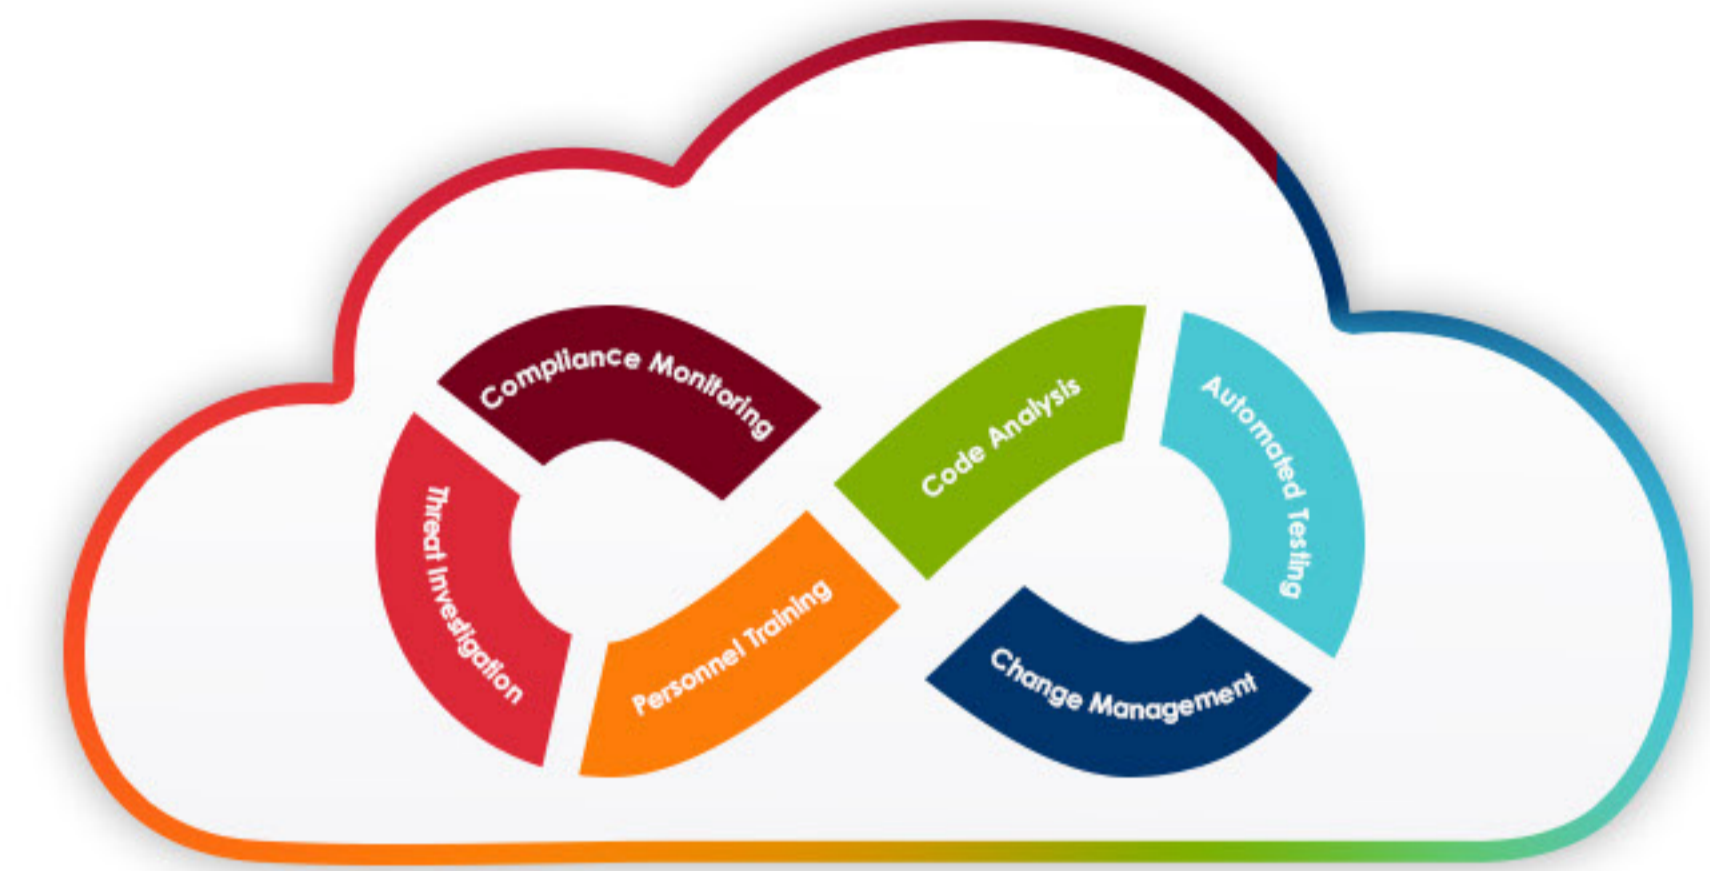 Compliance Monitoring
Code Analysis
Automated Testing
Threat Investigation
Personnel Training
Change Management